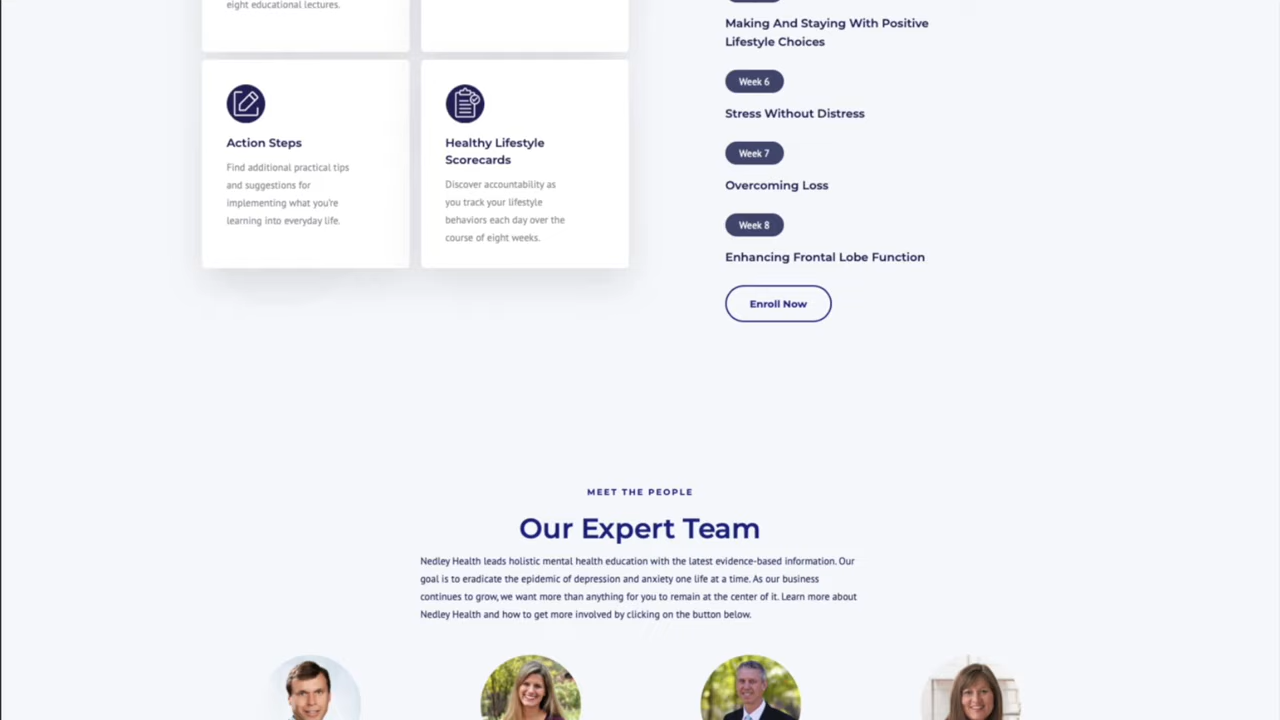 eight educational lectures.
Action Steps
Find additional practical tips
and suggestions for
implementing what you're
learning into everyday life.
Healthy Lifestyle
Scorecards
Discover accountability as
you track your lifestyle
behaviors each day over the
course of eight weeks.
Making And Staying With Positive
Lifestyle Choices
Week 6
Stress Without Distress
Week 7
Overcoming Loss
Week 8
Enhancing Frontal Lobe Function
Enroll Now
MEET THE PEOPLE
Our Expert Team
Nedley Health leads holistic mental health education with the latest evidence-based information. Our
goal is to eradicate the epidemic of depression and anxiety one life at a time. As our business
continues to grow, we want more than anything for you to remain at the center of it. Learn more about
Nedley Health and how to get more involved by clicking on the button below.